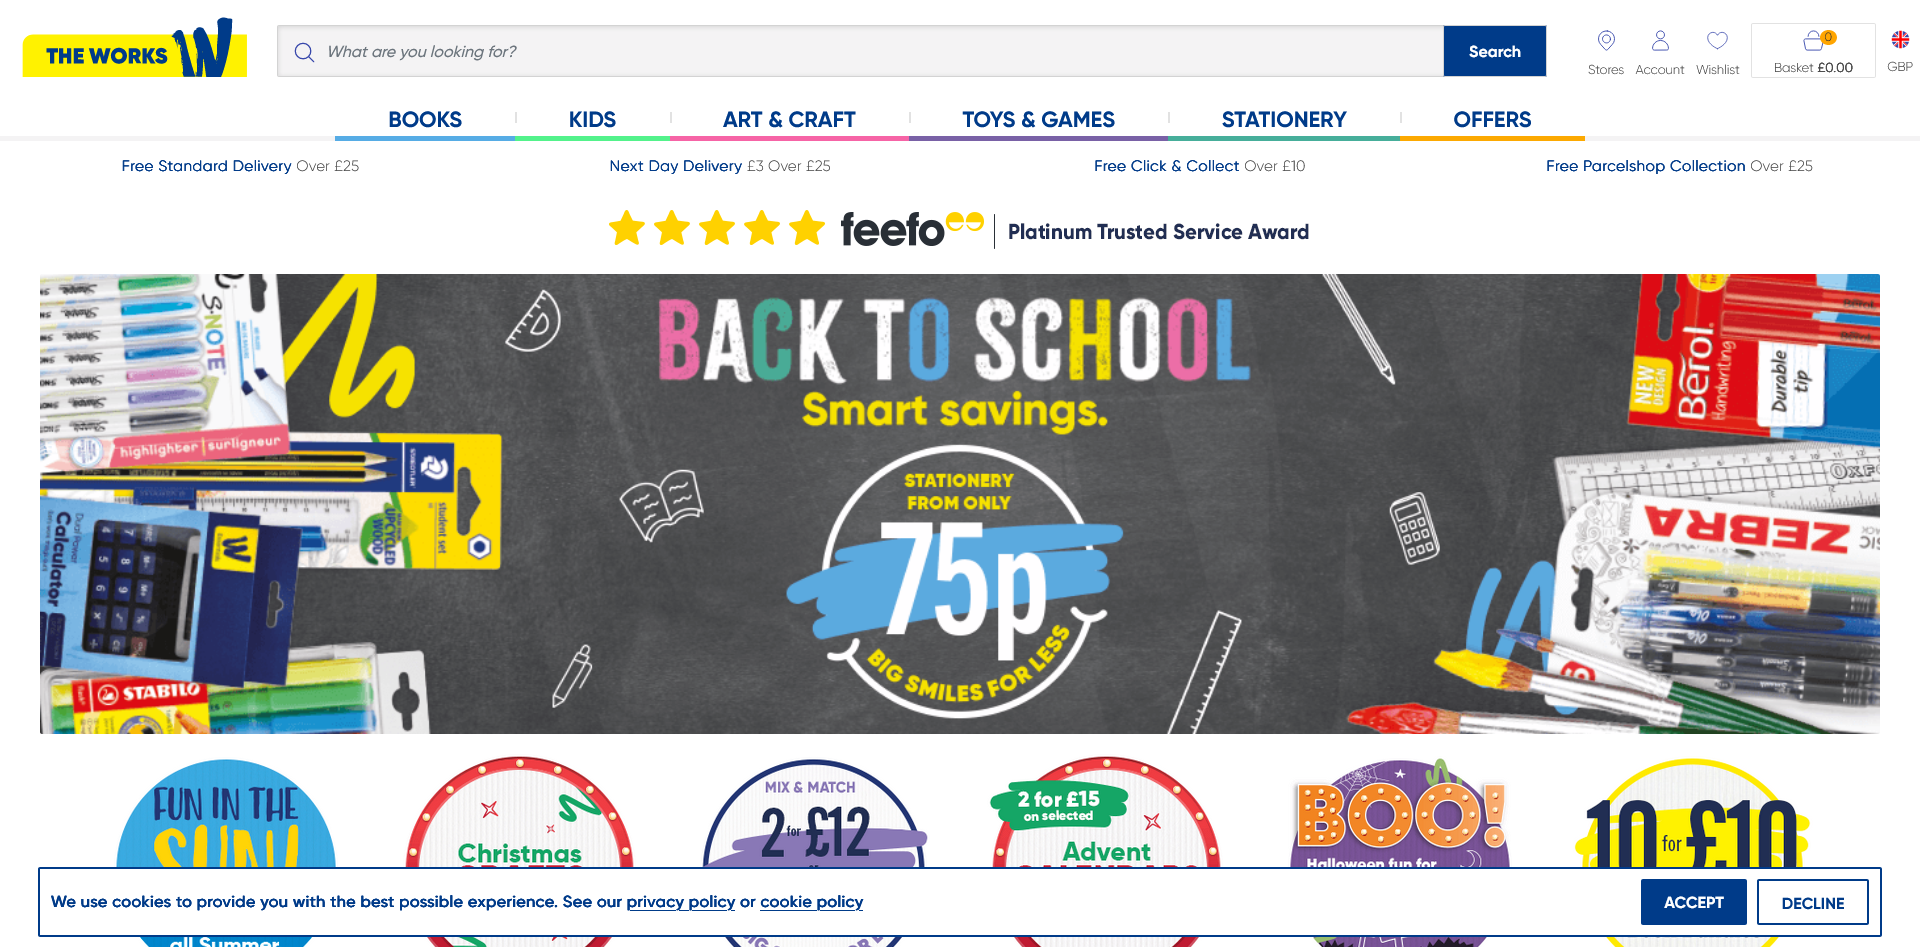 THE WORKS
What are you looking for?
Search
Stores
Account
Wishlist
0
Basket £0.00
GBP
BOOKS
KIDS
ART & CRAFT
TOYS & GAMES
STATIONERY
OFFERS
Free Standard Delivery Over £25
Next Day Delivery £3 Over £25
Free Click & Collect Over £10
Free Parcelshop Collection Over £25
feefo
Platinum Trusted Service Award
BACK TO SCHOOL
Smart savings.
STATIONERY
FROM ONLY
75p
BIG SMILES FOR LESS
S·NOTE
highlighter | surligneur
STAEDTLER
student set
UPCYCLED
WOOD
Dual Power
Calculator
STABILO
Berol
Handwriting
NEW
DESIGN
Durable
tip
ZEBRA
FUN IN THE
SUN!
all Summer
Christmas
MIX & MATCH
2 for £12
2 for £15
on selected
Advent
BOO!
Halloween fun for
10 for £10
We use cookies to provide you with the best possible experience. See our privacy policy or cookie policy
ACCEPT
DECLINE